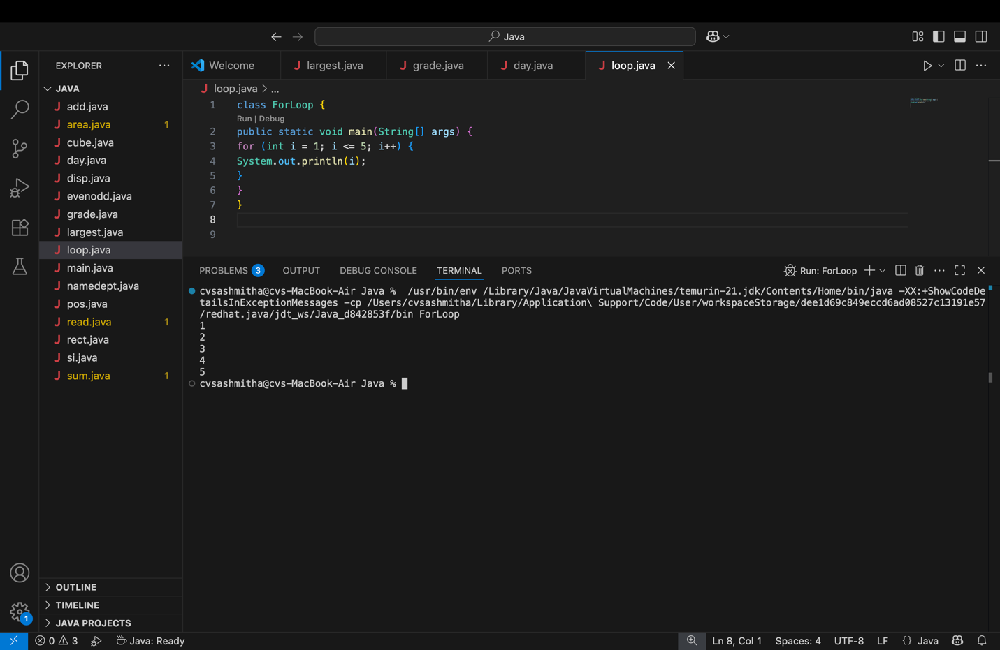 Java
EXPLORER
Welcome
largest.java
grade.java
day.java
loop.java
JAVA
add.java
area.java 1
cube.java
day.java
disp.java
evenodd.java
grade.java
largest.java
loop.java
main.java
namedept.java
pos.java
read.java 1
rect.java
si.java
sum.java 1
OUTLINE
TIMELINE
JAVA PROJECTS
1
loop.java > ...
1 class ForLoop {
Run | Debug
2 public static void main(String[] args) {
3 for (int i = 1; i <= 5; i++) {
4 System.out.println(i);
5 }
6 }
7 }
8
9
PROBLEMS 3 OUTPUT DEBUG CONSOLE TERMINAL PORTS Run: ForLoop
cvsashmitha@cvs-MacBook-Air Java % /usr/bin/env /Library/Java/JavaVirtualMachines/temurin-21.jdk/Contents/Home/bin/java -XX:+ShowCodeDe
tailsInExceptionMessages -cp /Users/cvsashmitha/Library/Application\ Support/Code/User/workspaceStorage/dee1d69c849eccd6ad08527c13191e57
/redhat.java/jdt_ws/Java_d842853f/bin ForLoop
1
2
3
4
5
cvsashmitha@cvs-MacBook-Air Java %
0 3 Java: Ready Ln 8, Col 1 Spaces: 4 UTF-8 LF {} Java